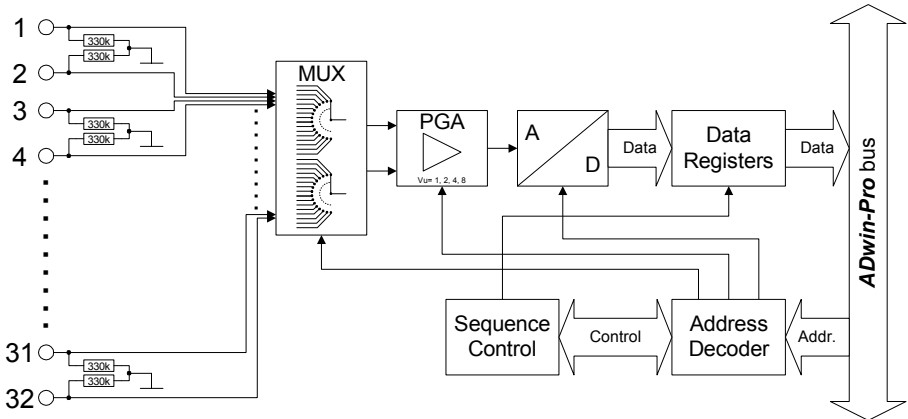 1
330k
330k
2
3
330k
330k
4
31
330k
330k
32
MUX
PGA
Vu= 1, 2, 4, 8
A
D
Data
Data
Registers
Data
ADwin-Pro bus
Sequence
Control
Control
Address
Decoder
Addr.